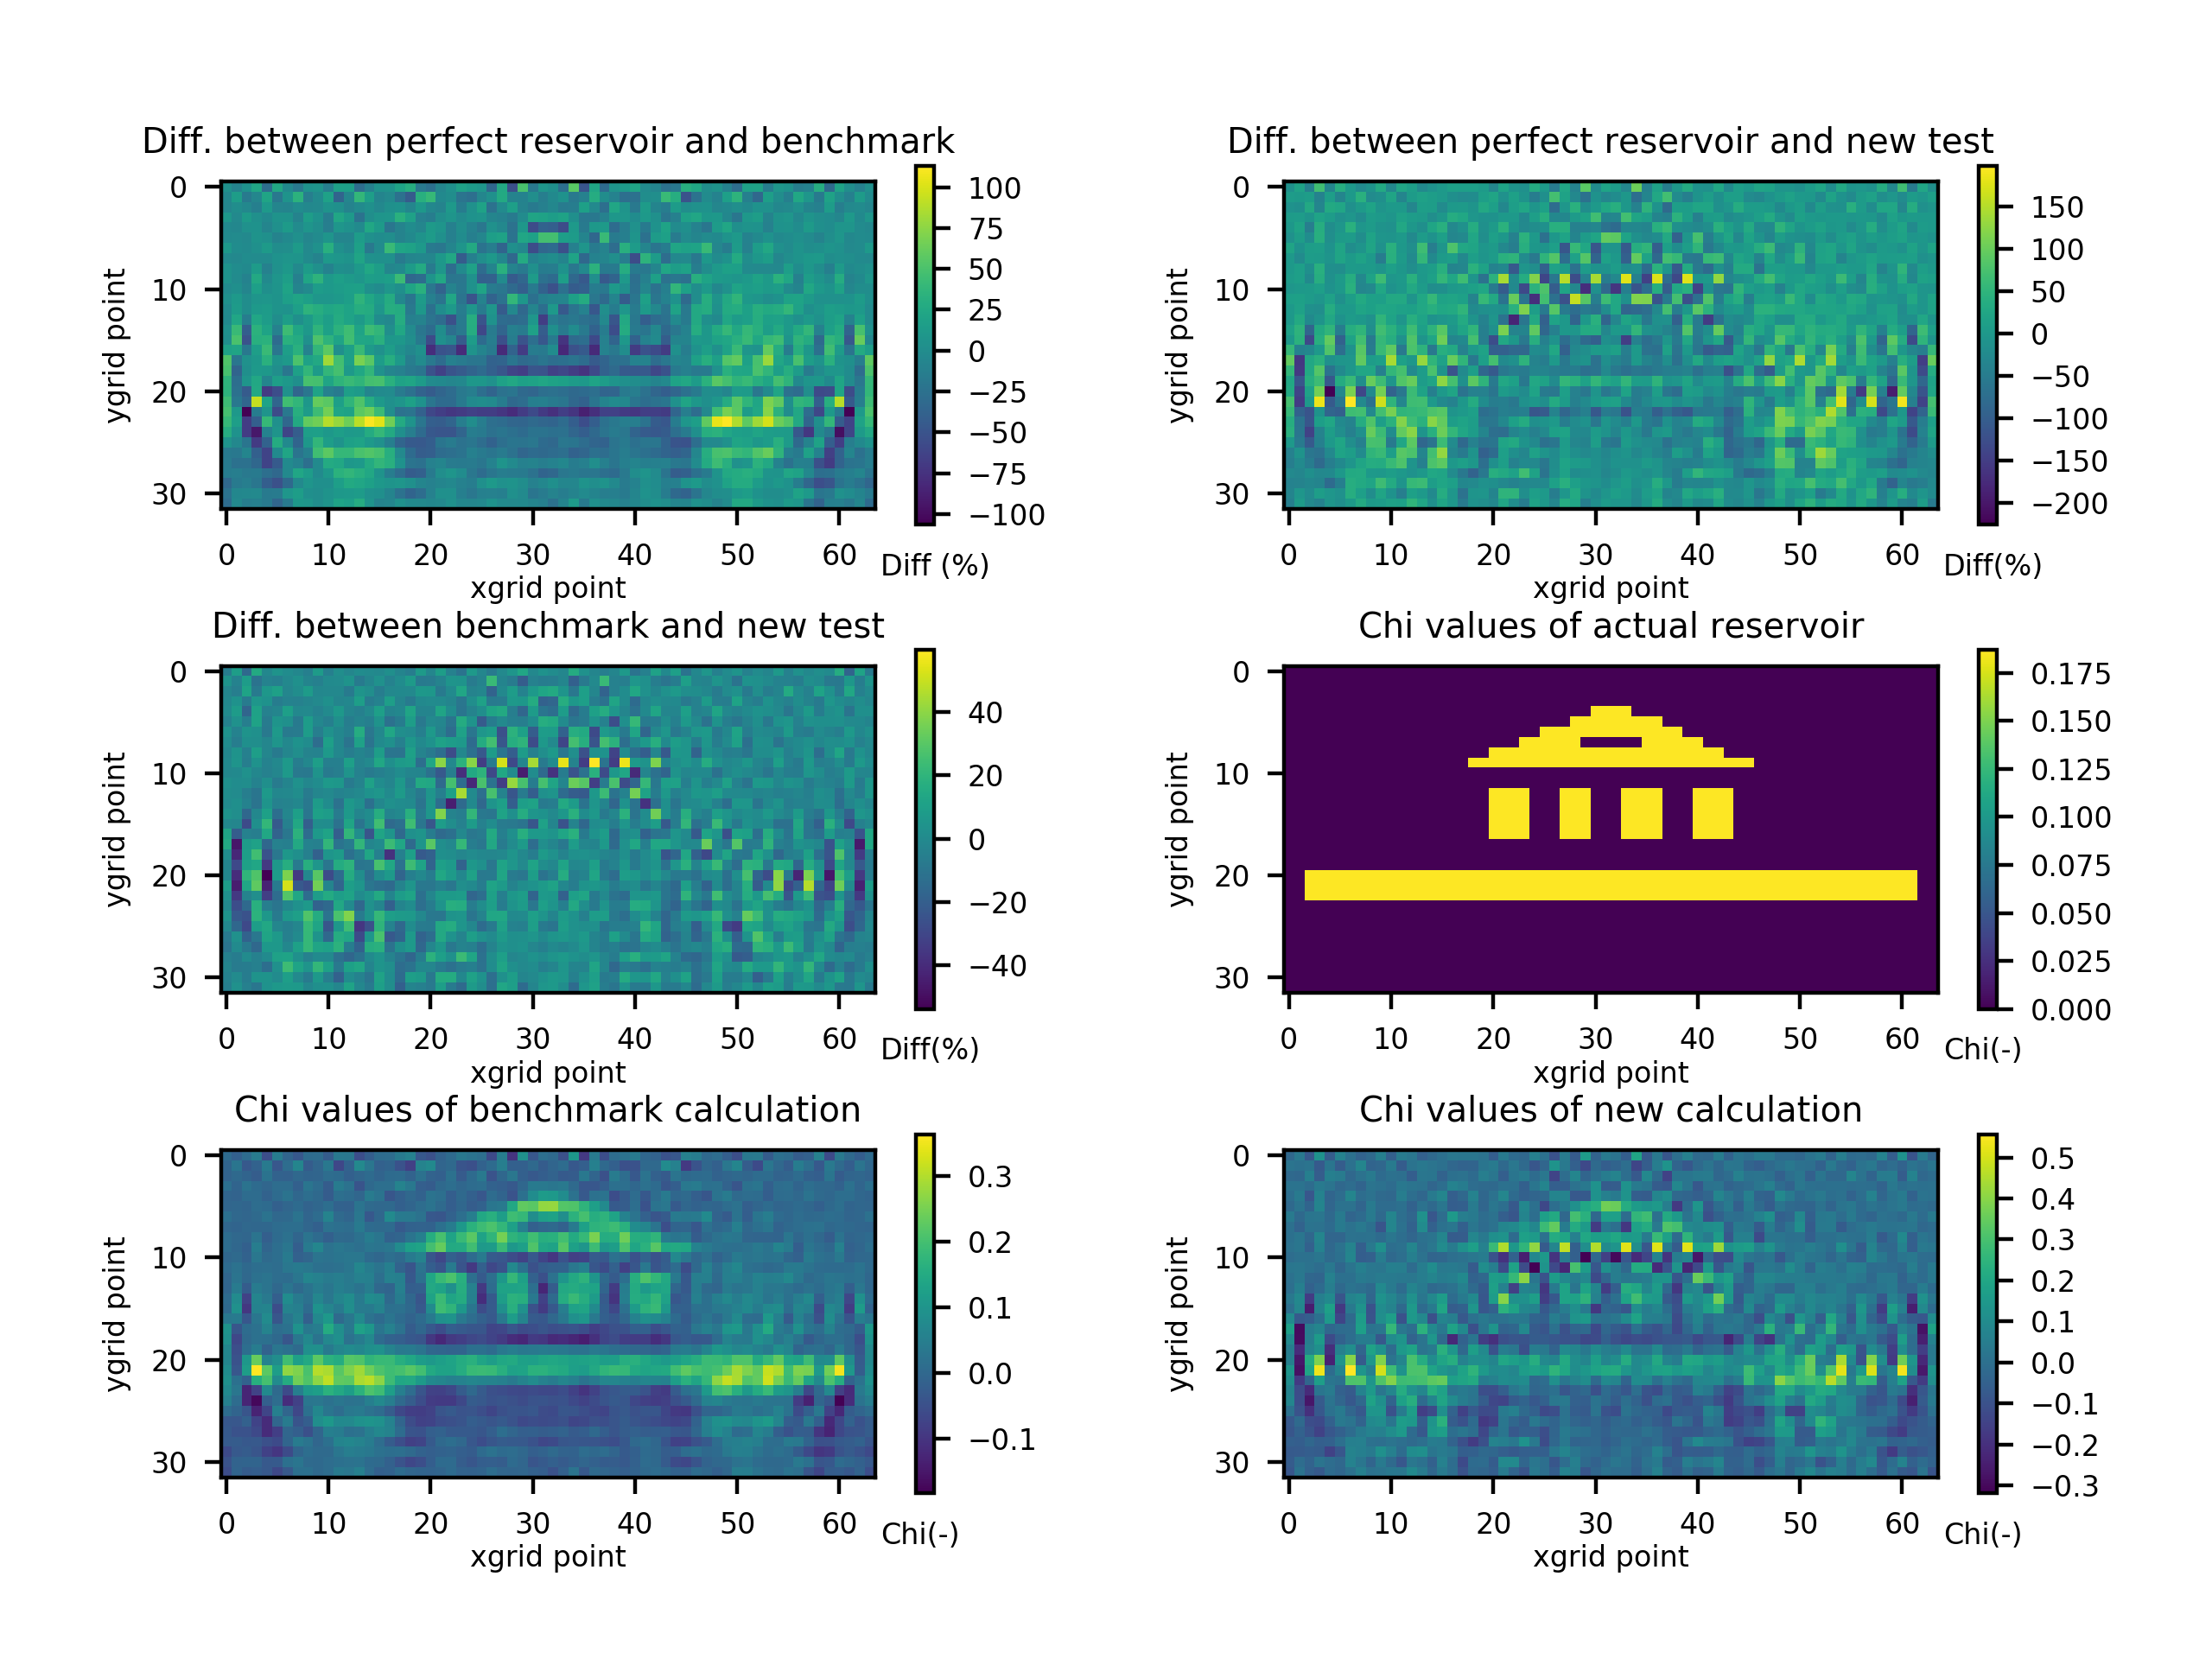 Diff. between perfect reservoir and benchmark
0
10
20
30
ygrid point
0 10 20 30 40 50 60
xgrid point
100
75
50
25
0
−25
−50
−75
−100
Diff (%)
Diff. between perfect reservoir and new test
0
10
20
30
ygrid point
0 10 20 30 40 50 60
xgrid point
150
100
50
0
−50
−100
−150
−200
Diff(%)
Diff. between benchmark and new test
0
10
20
30
ygrid point
0 10 20 30 40 50 60
xgrid point
40
20
0
−20
−40
Diff(%)
Chi values of actual reservoir
0
10
20
30
ygrid point
0 10 20 30 40 50 60
xgrid point
0.175
0.150
0.125
0.100
0.075
0.050
0.025
0.000
Chi(-)
Chi values of benchmark calculation
0
10
20
30
ygrid point
0 10 20 30 40 50 60
xgrid point
0.3
0.2
0.1
0.0
−0.1
Chi(-)
Chi values of new calculation
0
10
20
30
ygrid point
0 10 20 30 40 50 60
xgrid point
0.5
0.4
0.3
0.2
0.1
0.0
−0.1
−0.2
−0.3
Chi(-)